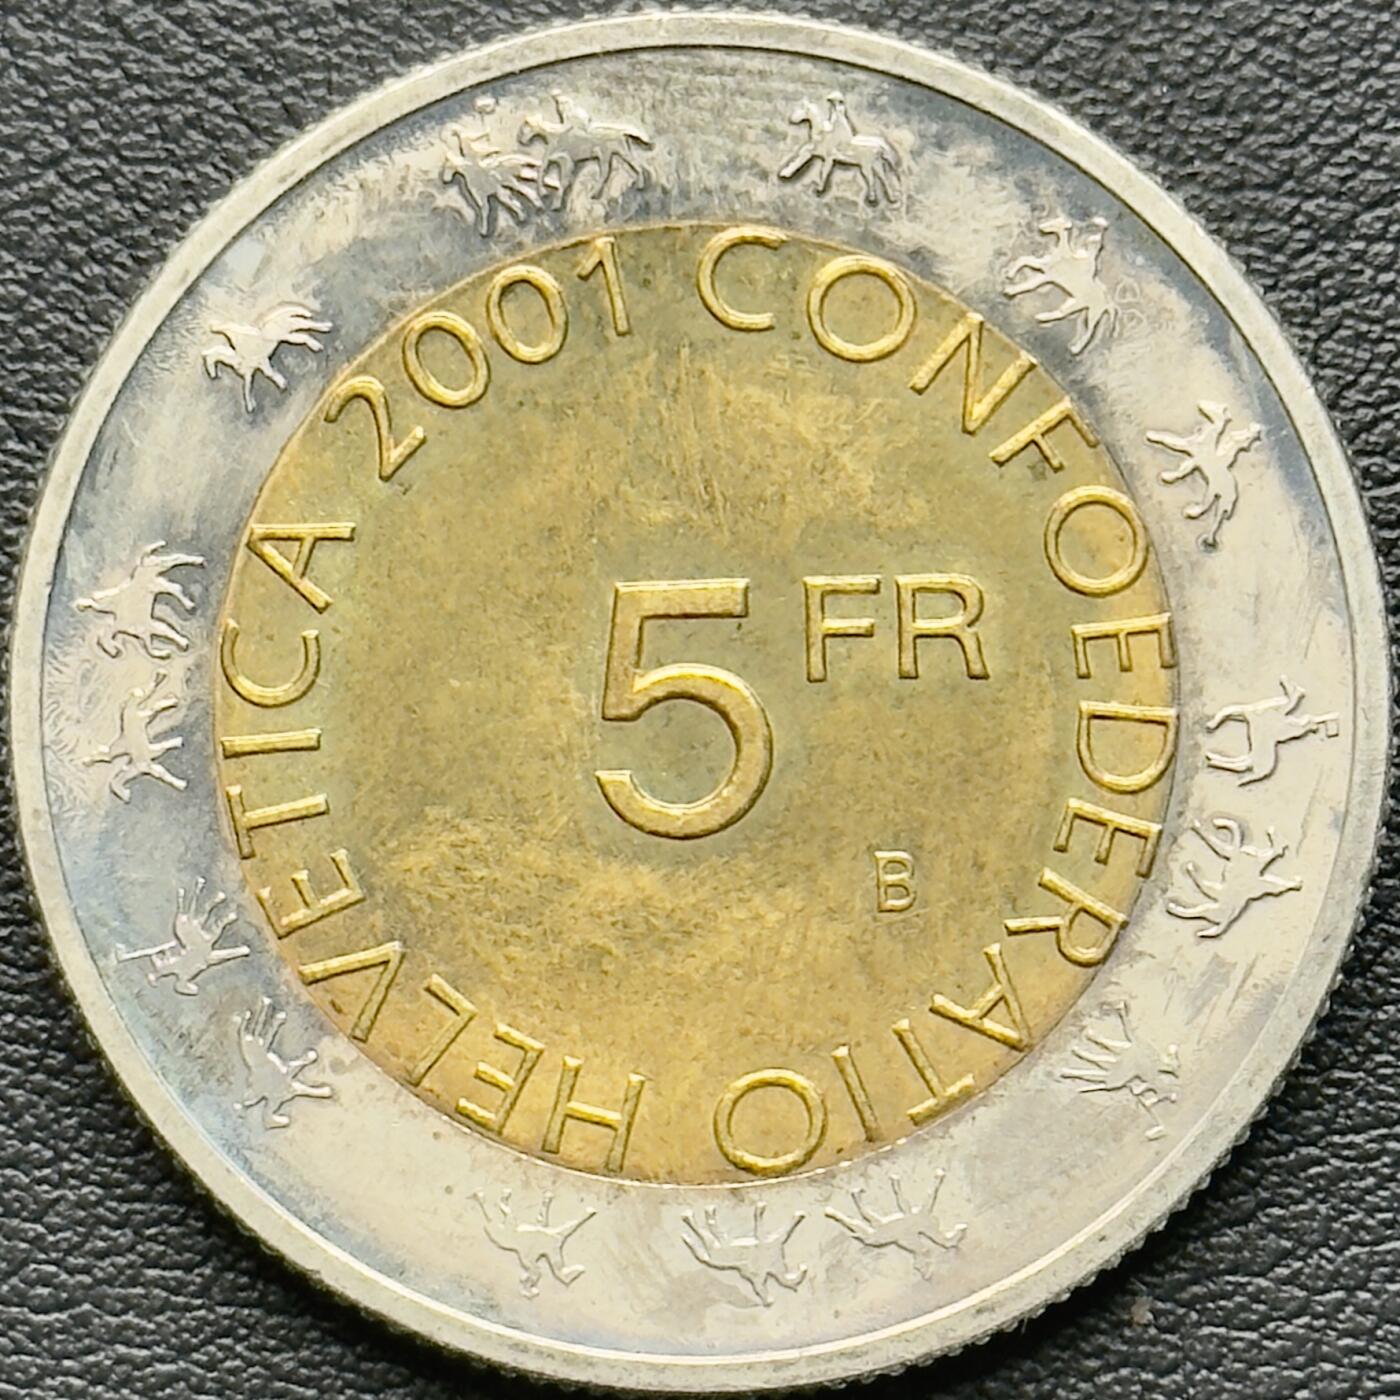 CONFOEDERATIO HELVETICA 2001
5 FR
B